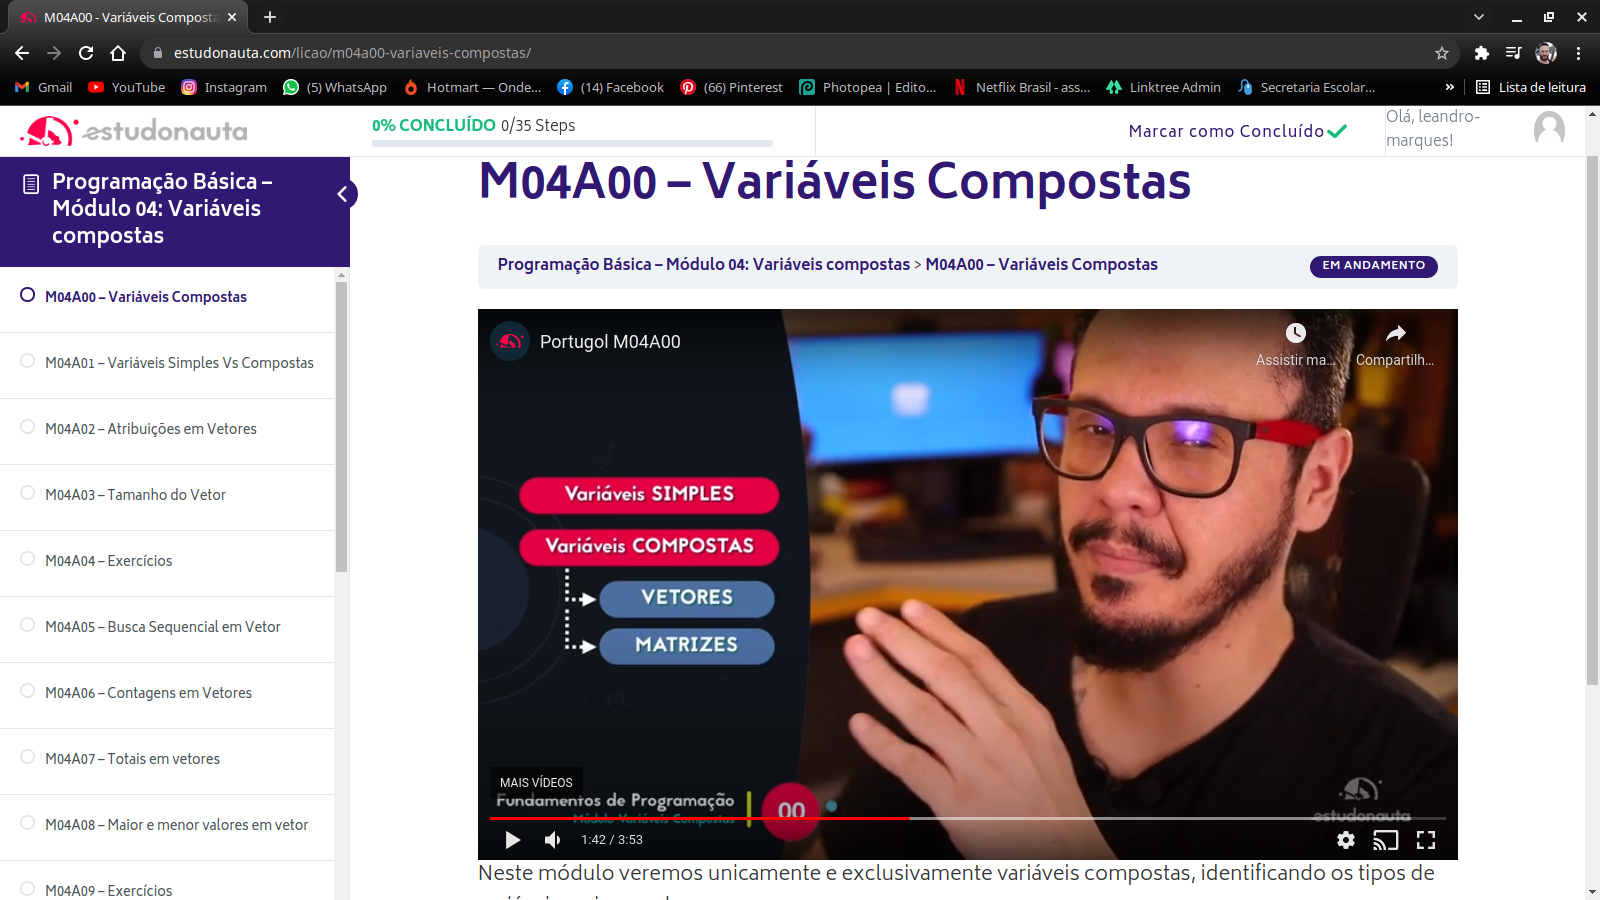 M04A00 - Variáveis Composta
estudonauta.com/licao/m04a00-variaveis-compostas/
Gmail
YouTube
Instagram
(5) WhatsApp
Hotmart — Onde...
(14) Facebook
(66) Pinterest
Photopea | Edito...
Netflix Brasil - ass...
Linktree Admin
Secretaria Escolar...
»
Lista de leitura
estudonauta
0% CONCLUÍDO 0/35 Steps
Marcar como Concluído
Olá, leandro-
marques!
Programação Básica –
Módulo 04: Variáveis
compostas
M04A00 – Variáveis Compostas
M04A01 – Variáveis Simples Vs Compostas
M04A02 – Atribuições em Vetores
M04A03 – Tamanho do Vetor
M04A04 – Exercícios
M04A05 – Busca Sequencial em Vetor
M04A06 – Contagens em Vetores
M04A07 – Totais em vetores
M04A08 – Maior e menor valores em vetor
M04A09 – Exercícios
M04A00 – Variáveis Compostas
Programação Básica – Módulo 04: Variáveis compostas > M04A00 – Variáveis Compostas
EM ANDAMENTO
Portugol M04A00
Assistir ma...
Compartilh...
Variáveis SIMPLES
Variáveis COMPOSTAS
VETORES
MATRIZES
MAIS VÍDEOS
Fundamentos de Programação
Módulo Variáveis Compostas
00
estudonauta
1:42 / 3:53
Neste módulo veremos unicamente e exclusivamente variáveis compostas, identificando os tipos de